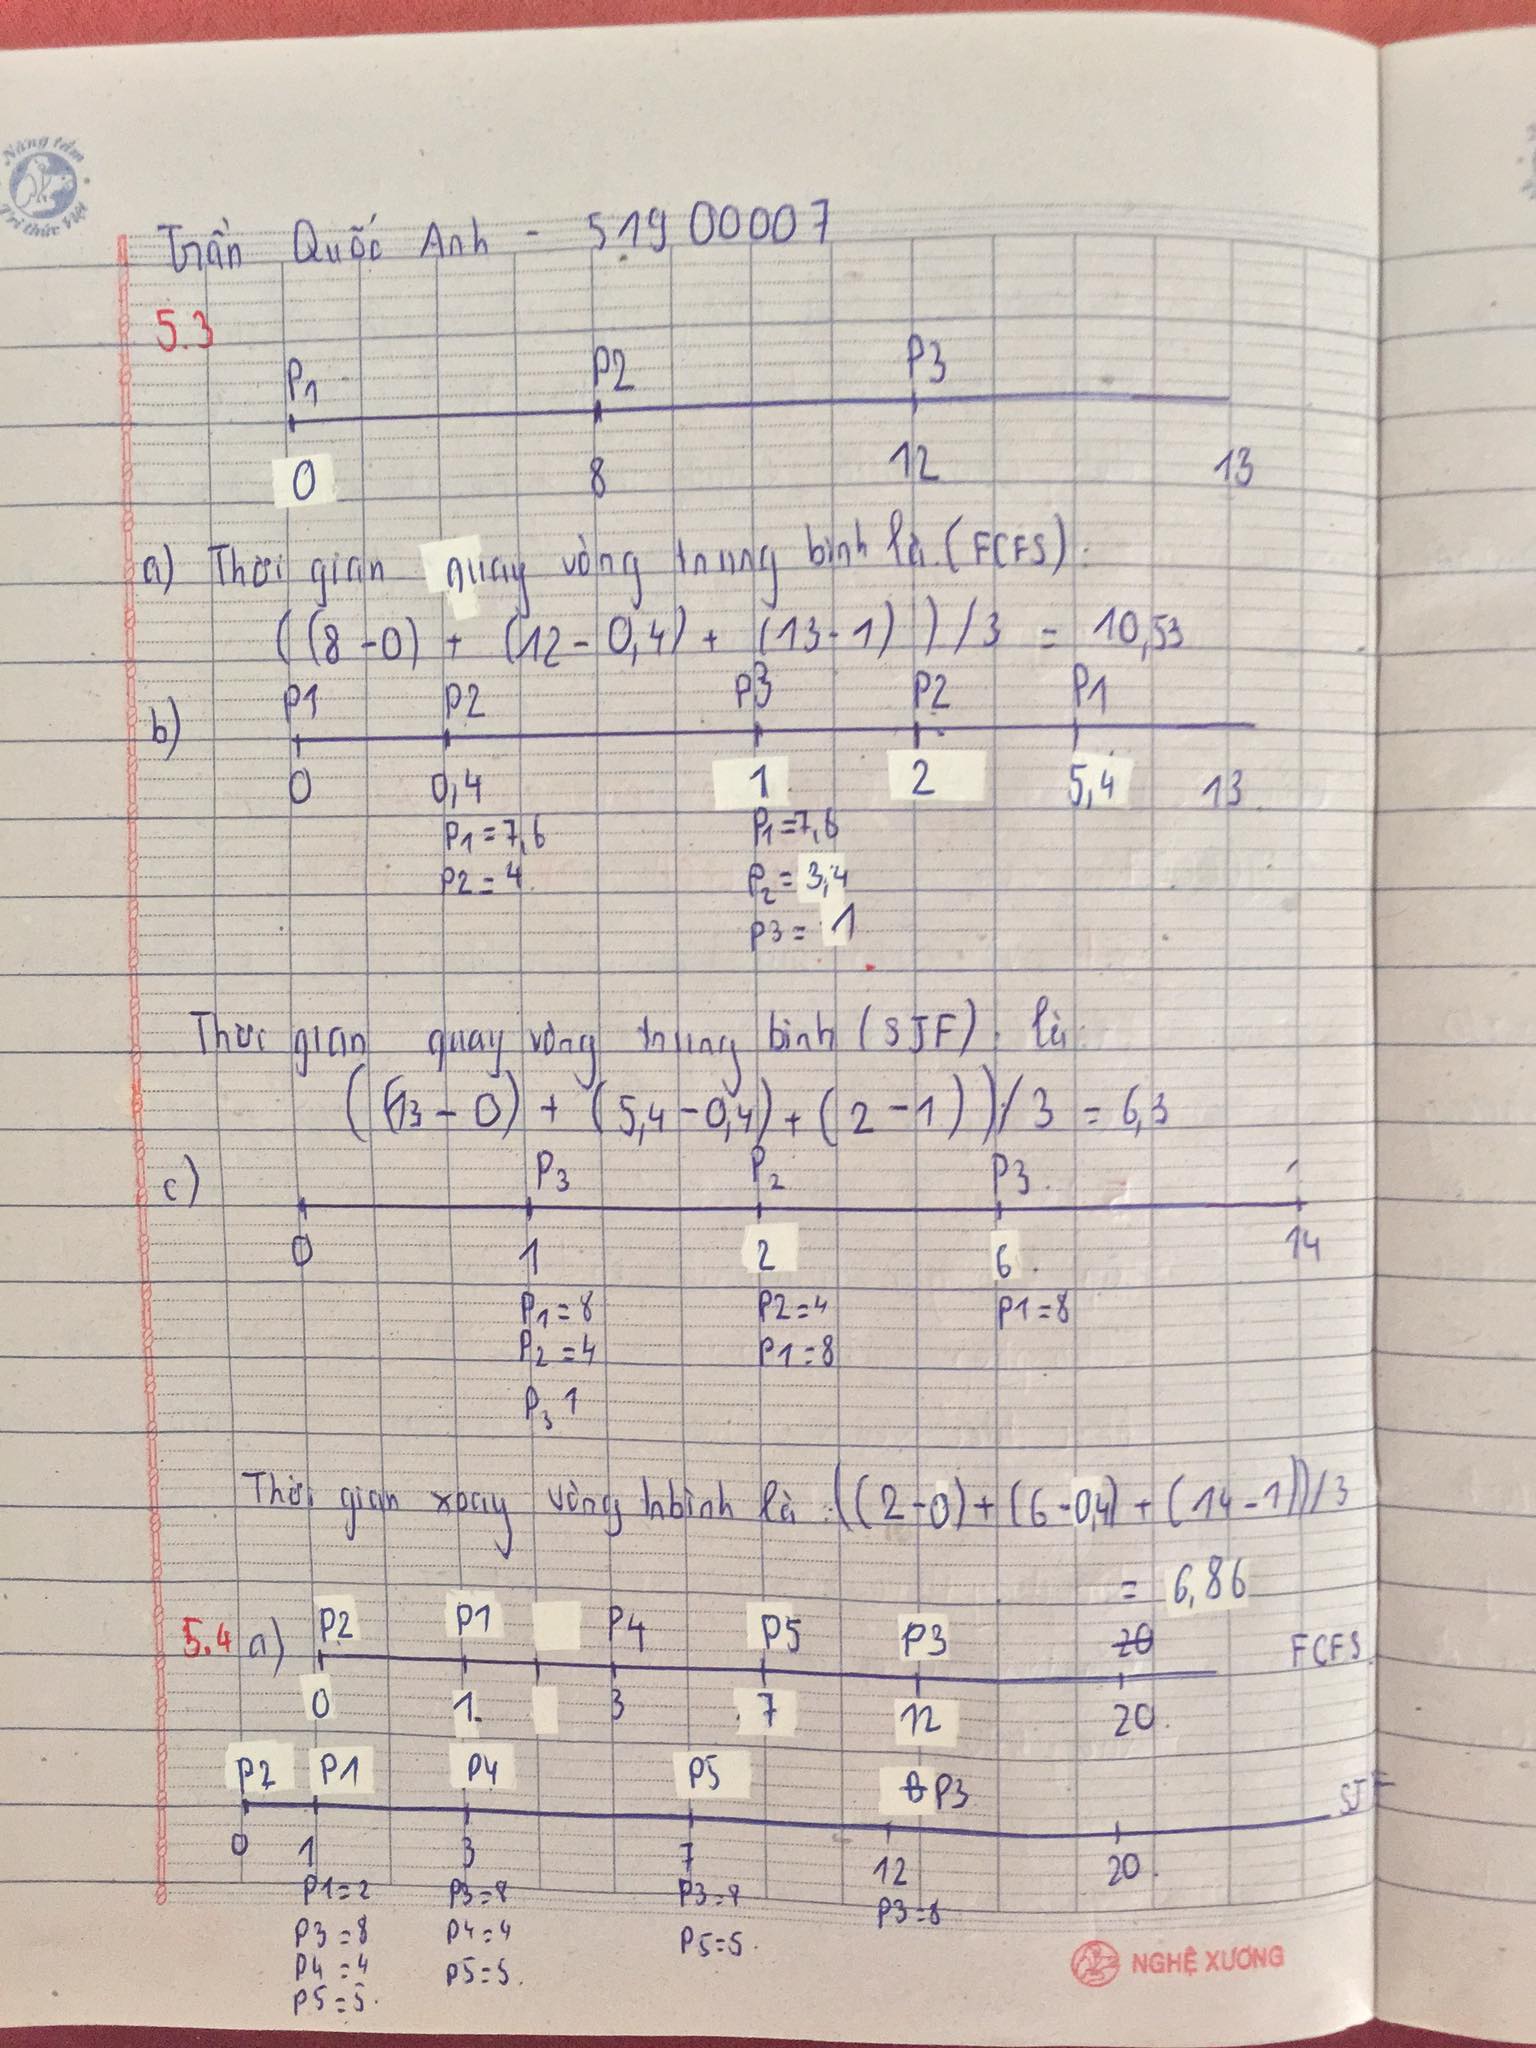 Nâng tầm
Tri thức Việt
Trần Quốc Anh - 51900007
5.3
P1 P2 P3
0 8 12 13
a) Thời gian quay vòng trung bình là (FCFS):
((8-0) + (12-0,4) + (13-1))/3 = 10,53
b)
P1 P2 P3 P2 P1
0 0,4 1 2 5,4 13
P1=7,6 P1=7,6
P2=4 P2=3,4
P3=1
Thời gian quay vòng trung bình (SJF) là
((13-0) + (5,4-0,4) + (2-1))/3 = 6,3
c)
P3 P2 P3
0 1 2 6 14
P1=8 P2=4 P1=8
P2=4 P1=8
P3 1
Thời gian xoay vòng trbình là: ((2-0)+(6-0,4)+(14-1))/3
= 6,86
5.4 a) P2 P1 P4 P5 P3 20 FCFS
0 1 3 7 12 20
P2 P1 P4 P5 P3 SJF
0 1 3 7 12 20
P1=2 P3=8 P3=8 P3=8
P3=8 P4=4 P5=5
P4=4 P5=5
P5=5
NGHỆ XƯƠNG